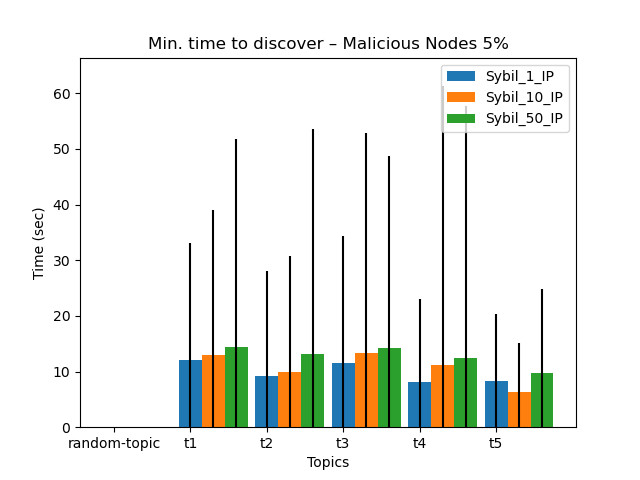 Min. time to discover – Malicious Nodes 5%
Sybil_1_IP
Sybil_10_IP
Sybil_50_IP
Time (sec)
60
50
40
30
20
10
0
random-topic t1 t2 t3 t4 t5
Topics